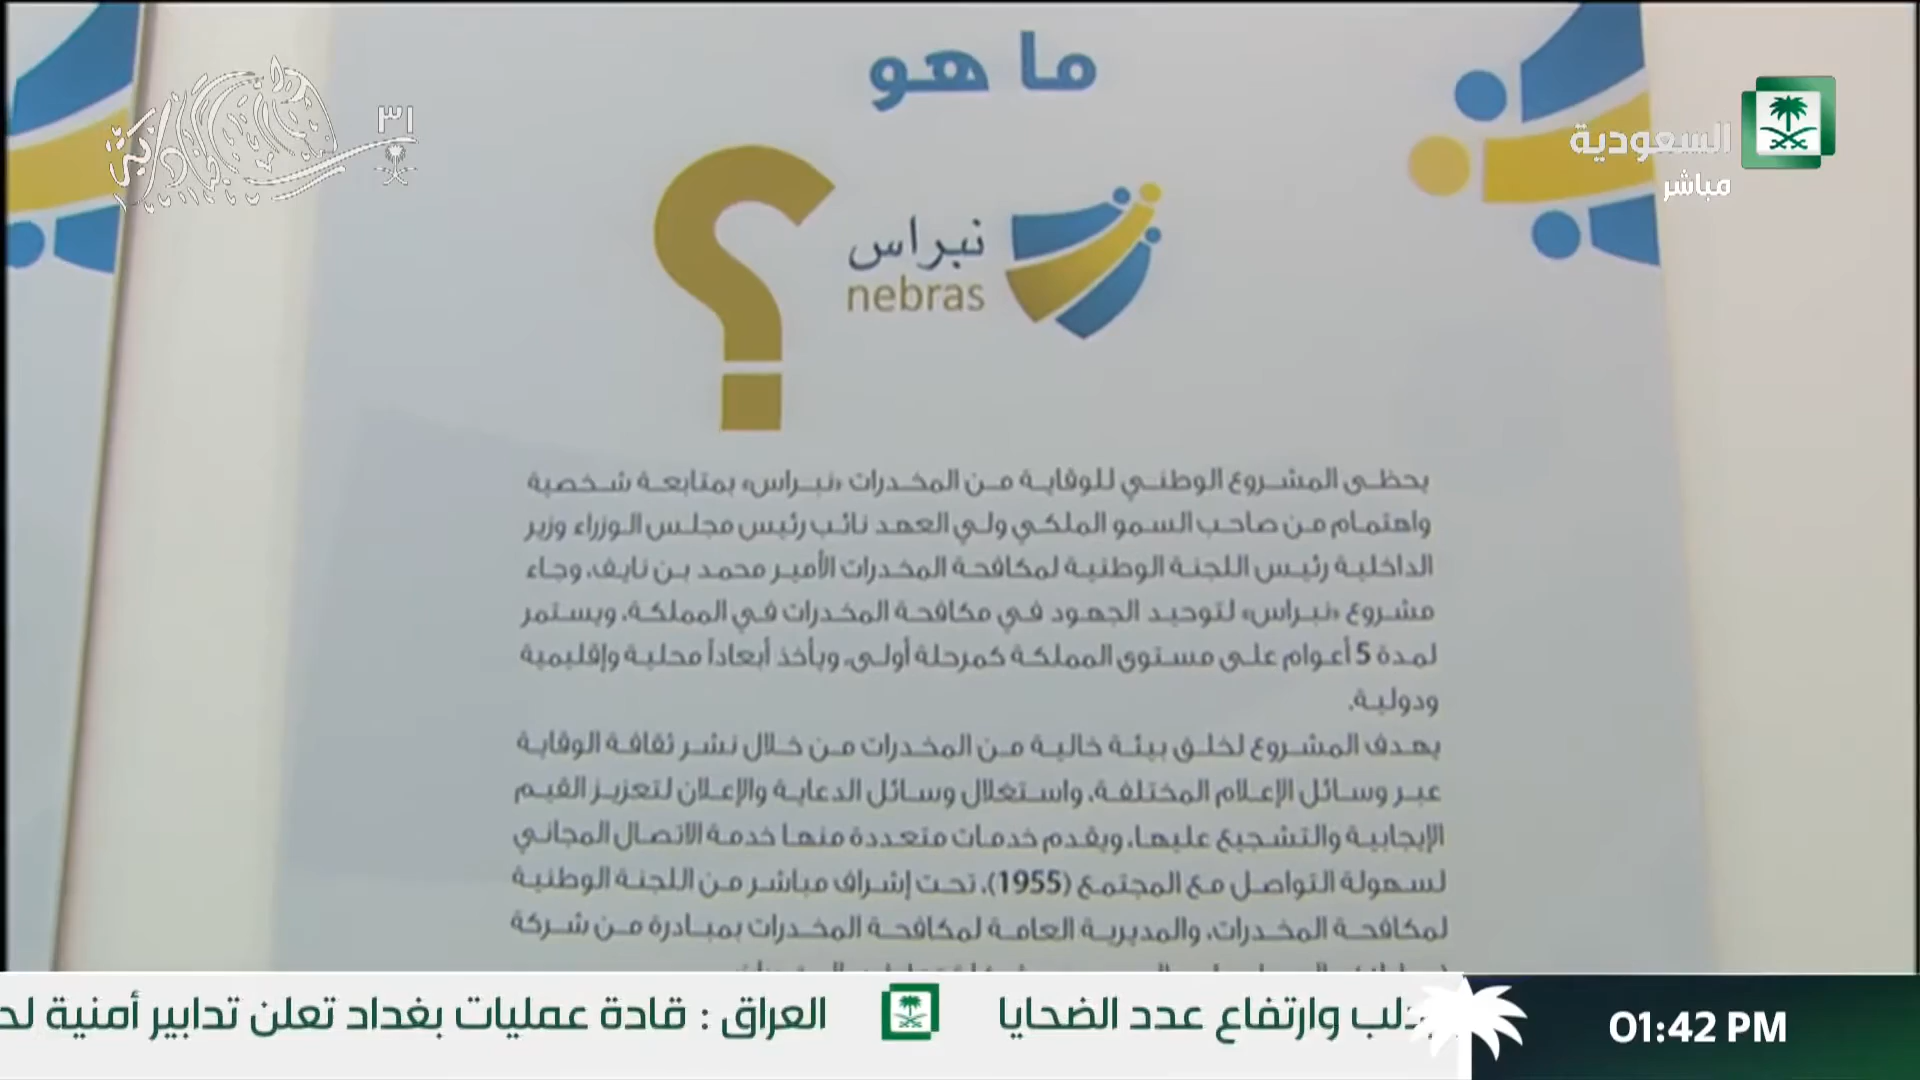 ما هو
نبراس
nebras
؟
السعودية
مباشر
٣١
يحظى المشروع الوطني للوقاية من المخدرات «نبراس» بمتابعة شخصية
واهتمام من صاحب السمو الملكي ولي العهد نائب رئيس مجلس الوزراء وزير
الداخلية رئيس اللجنة الوطنية لمكافحة المخدرات الأمير محمد بن نايف، وجاء
مشروع «نبراس» لتوحيد الجهود في مكافحة المخدرات في المملكة، ويستمر
لمدة 5 أعوام على مستوى المملكة كمرحلة أولى، ويأخذ أبعاداً محلية وإقليمية
ودولية.
يهدف المشروع لخلق بيئة خالية من المخدرات من خلال نشر ثقافة الوقاية
عبر وسائل الإعلام المختلفة، واستغلال وسائل الدعاية والإعلان لتعزيز القيم
الإيجابية والتشجيع عليها، ويقدم خدمات متعددة منها خدمة الاتصال المجاني
لسهولة التواصل مع المجتمع (1955)، تحت إشراف مباشر من اللجنة الوطنية
لمكافحة المخدرات، والمديرية العامة لمكافحة المخدرات بمبادرة من شركة
وارتفاع عدد الضحايا
العراق : قادة عمليات بغداد تعلن تدابير أمنية
01:42 PM